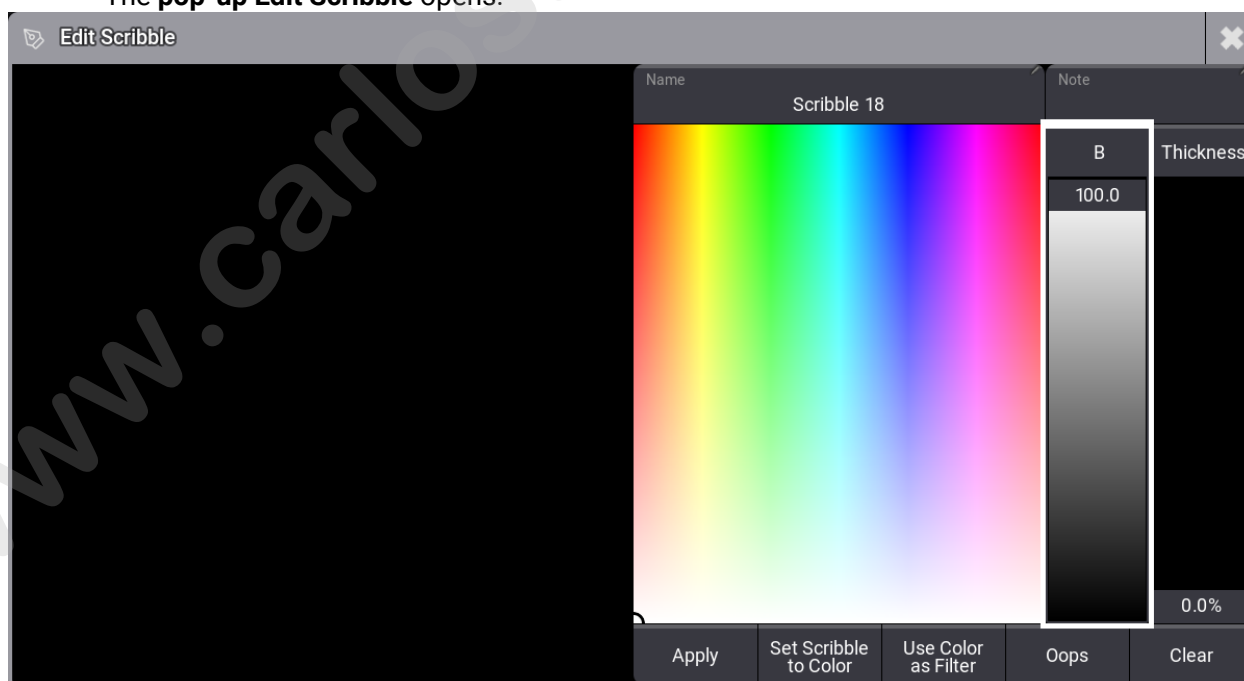 The pop-up Edit Scribble opens.
Edit Scribble
Name
Scribble 18
Note
B
Thickness
100.0
0.0%
Apply
Set Scribble
to Color
Use Color
as Filter
Oops
Clear
www.carlos